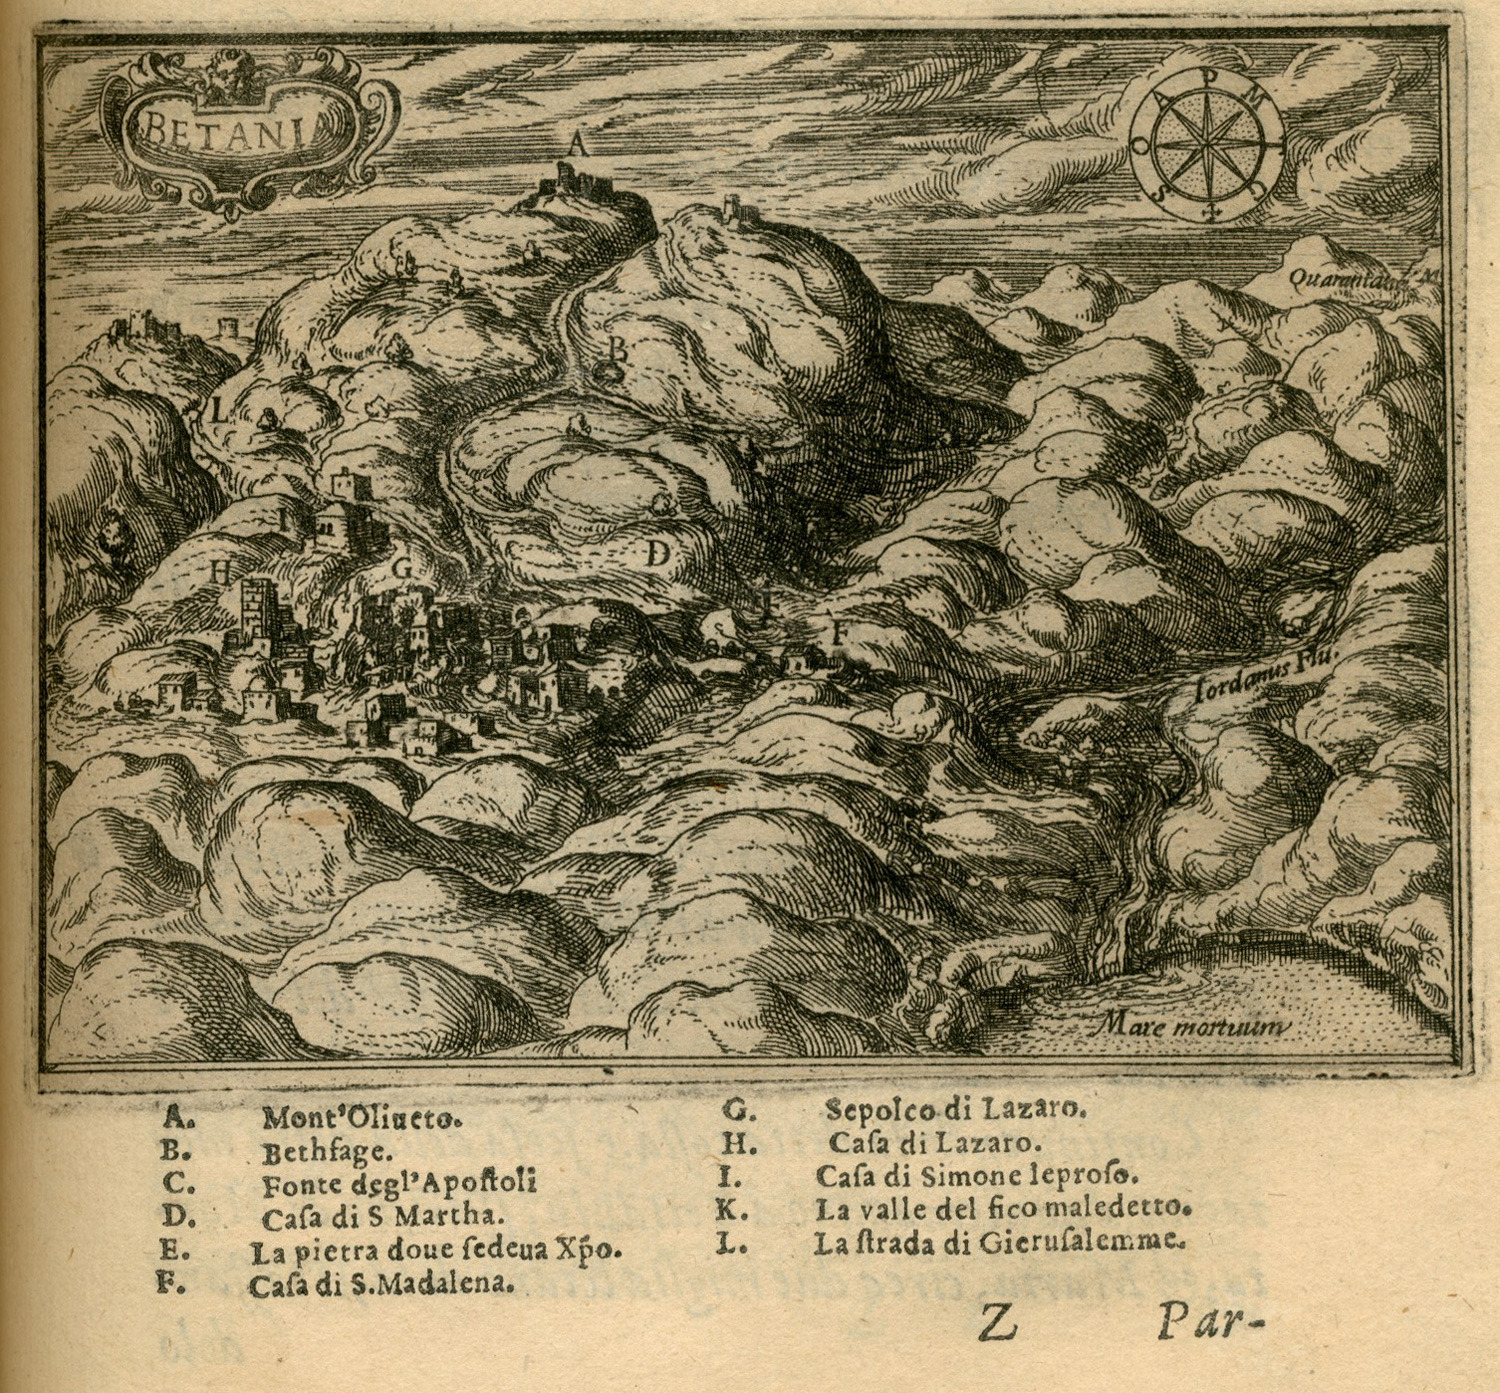 BETANIA
P
M
A
O
S
G
A
Quarantana M
B
L
I
D
H
G
F
Iordanus Flu.
Mare mortuum
A. Mont'Oliueto.
B. Bethfage.
C. Fonte degl'Apoſtoli
D. Caſa di S Martha.
E. La pietra doue ſedeua Xp̃o.
F. Caſa di S.Madalena.
G. Sepolco di Lazaro.
H. Caſa di Lazaro.
I. Caſa di Simone leproſo.
K. La valle del fico maledetto.
L. La ſtrada di Gieruſalemme.
Z Par-